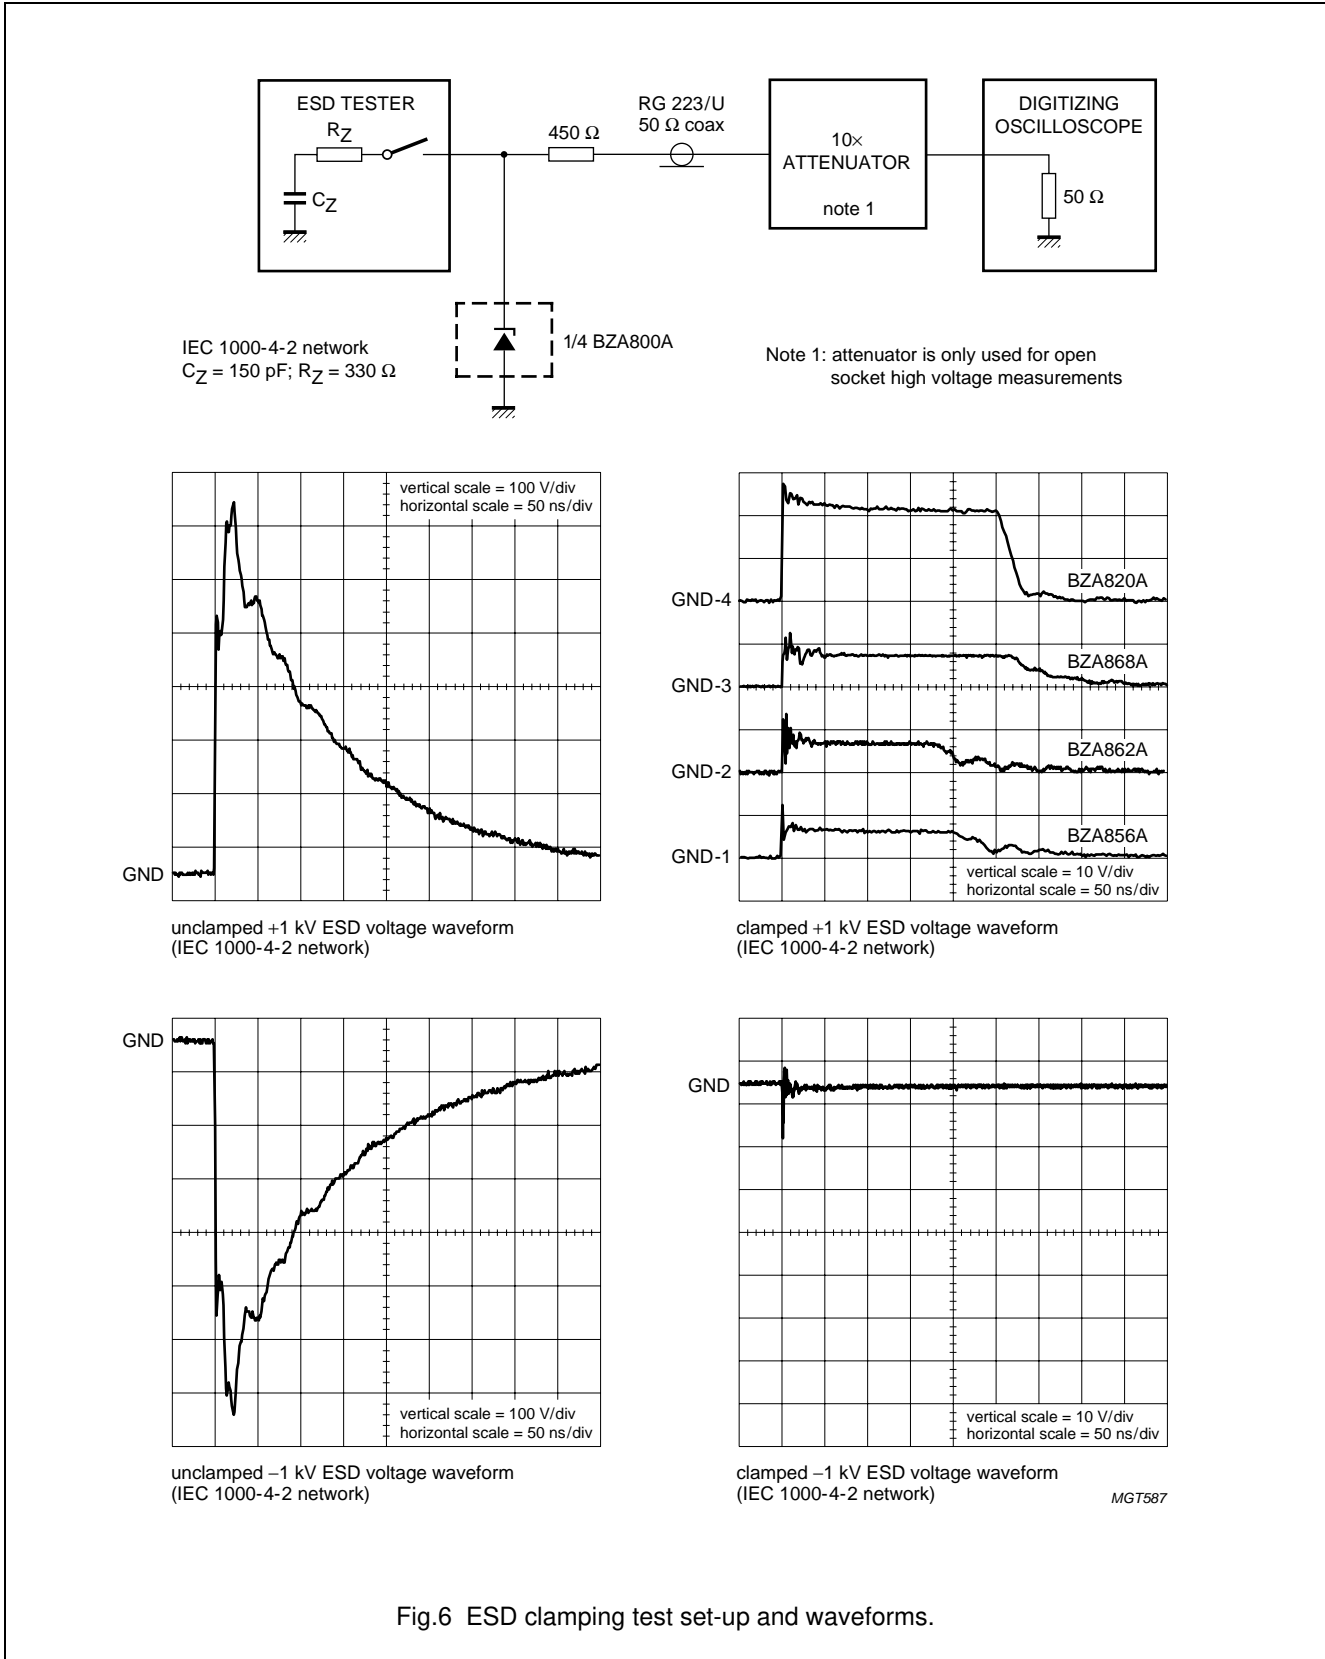 ESD TESTER
RZ
CZ
450 Ω
RG 223/U
50 Ω coax
10×
ATTENUATOR
note 1
DIGITIZING
OSCILLOSCOPE
50 Ω
1/4 BZA800A
IEC 1000-4-2 network
CZ = 150 pF; RZ = 330 Ω
Note 1: attenuator is only used for open
socket high voltage measurements
vertical scale = 100 V/div
horizontal scale = 50 ns/div
GND
unclamped +1 kV ESD voltage waveform
(IEC 1000-4-2 network)
GND-4
BZA820A
GND-3
BZA868A
GND-2
BZA862A
GND-1
BZA856A
vertical scale = 10 V/div
horizontal scale = 50 ns/div
clamped +1 kV ESD voltage waveform
(IEC 1000-4-2 network)
GND
vertical scale = 100 V/div
horizontal scale = 50 ns/div
unclamped −1 kV ESD voltage waveform
(IEC 1000-4-2 network)
GND
vertical scale = 10 V/div
horizontal scale = 50 ns/div
clamped −1 kV ESD voltage waveform
(IEC 1000-4-2 network)
MGT587
Fig.6 ESD clamping test set-up and waveforms.